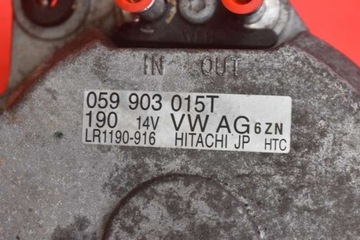 IN OUT
059 903 015T
190 14V VW AG 6ZN
LR1190-916 HITACHI JP HTC